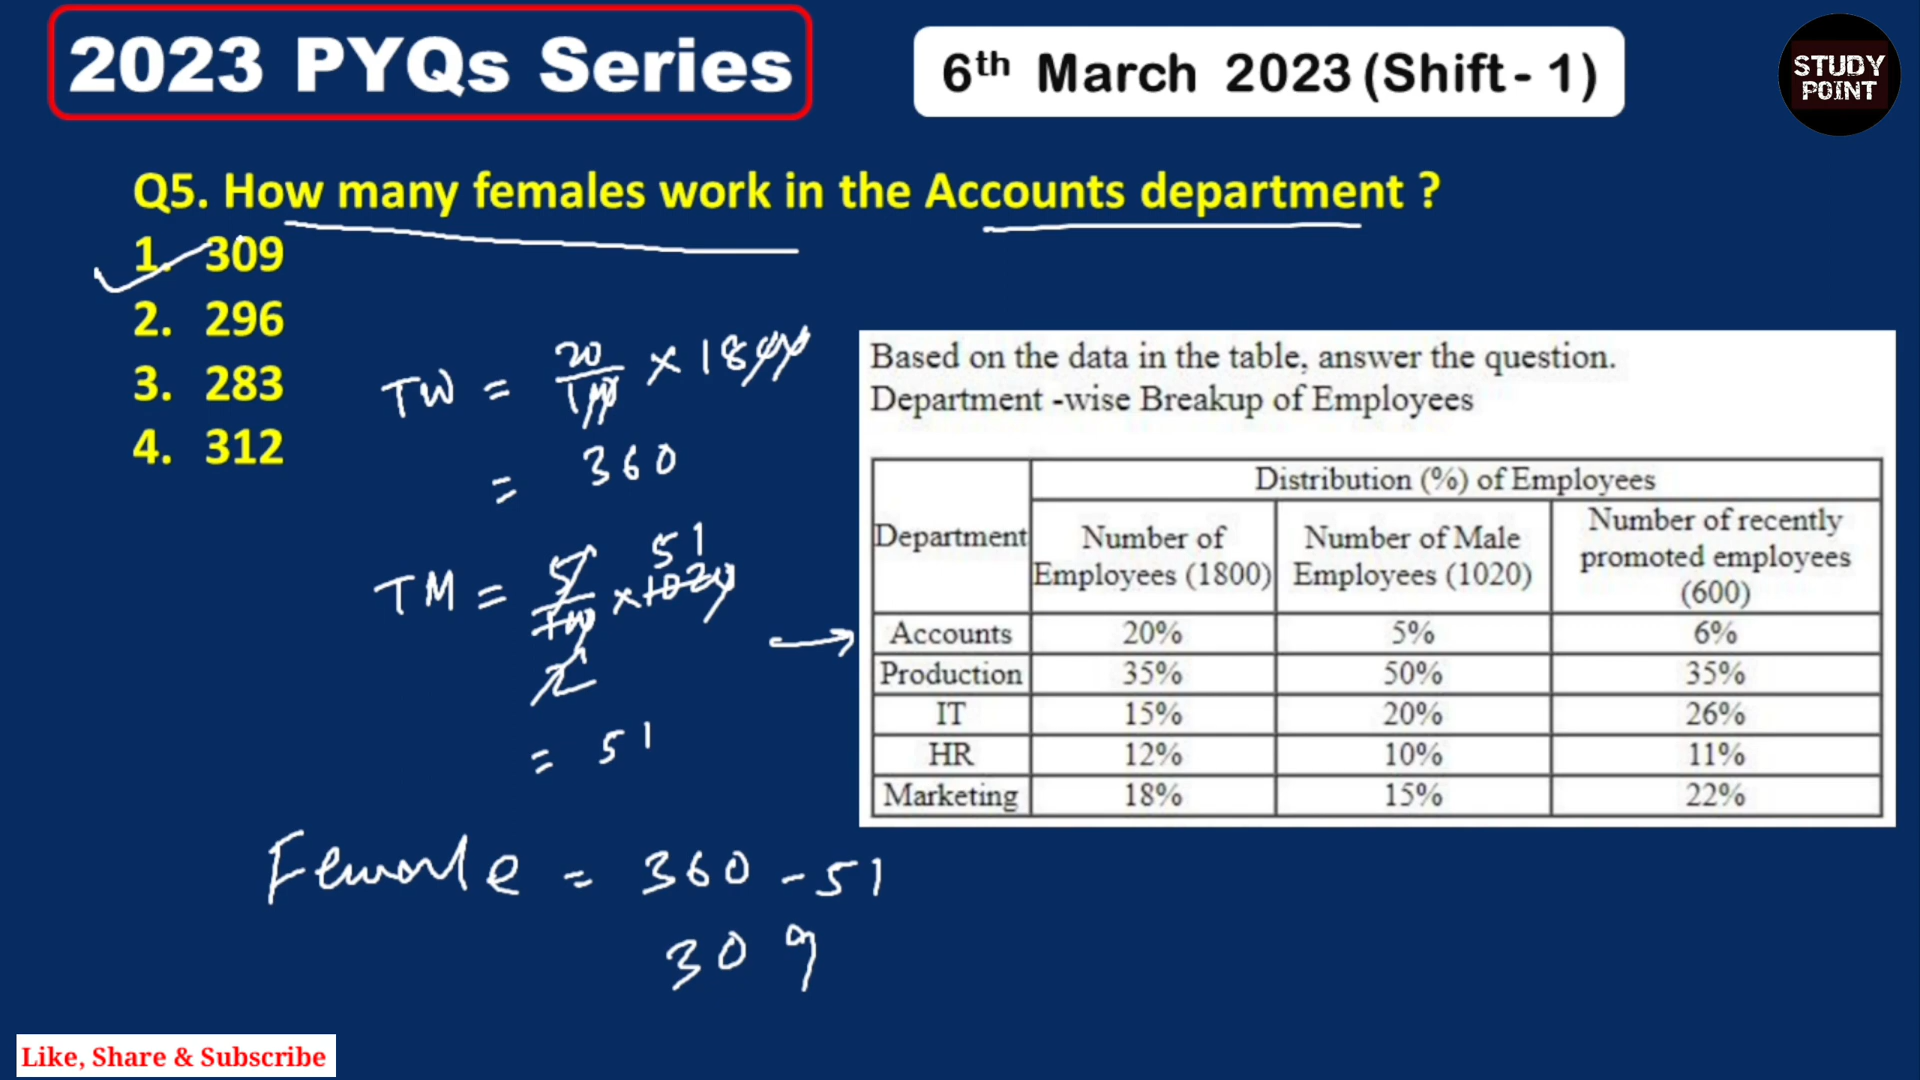 2023 PYQs Series
6th March 2023 (Shift - 1)
STUDY
POINT
Q5. How many females work in the Accounts department ?
1. 309
2. 296
3. 283
4. 312
TW = 20/100 × 1800
= 360
TM = 5/100 × 1020 51
2
= 51
Female = 360 - 51
309
Based on the data in the table, answer the question.
Department -wise Breakup of Employees
Distribution (%) of Employees
Department
Number of Employees (1800)
Number of Male Employees (1020)
Number of recently promoted employees (600)
Accounts 20% 5% 6%
Production 35% 50% 35%
IT 15% 20% 26%
HR 12% 10% 11%
Marketing 18% 15% 22%
Like, Share & Subscribe